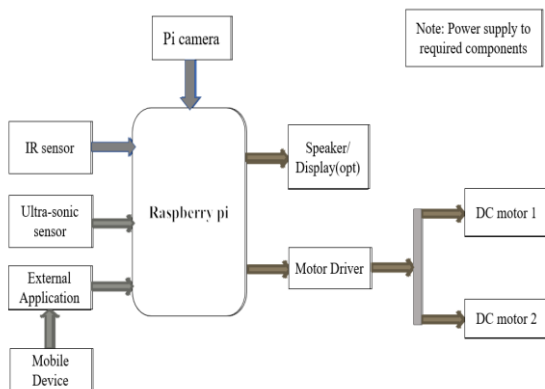 Pi camera
Note: Power supply to
required components
IR sensor
Speaker/
Display(opt)
Ultra-sonic
sensor
Raspberry pi
DC motor 1
External
Application
Motor Driver
DC motor 2
Mobile
Device